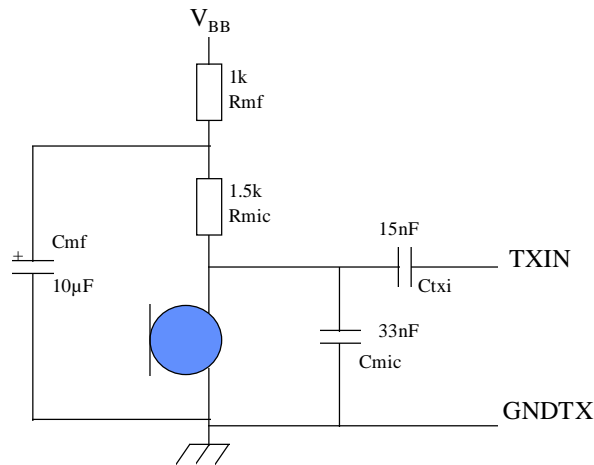 V_BB
1k
Rmf
1.5k
Rmic
15nF
TXIN
+
Cmf
10µF
Ctxi
33nF
Cmic
GNDTX